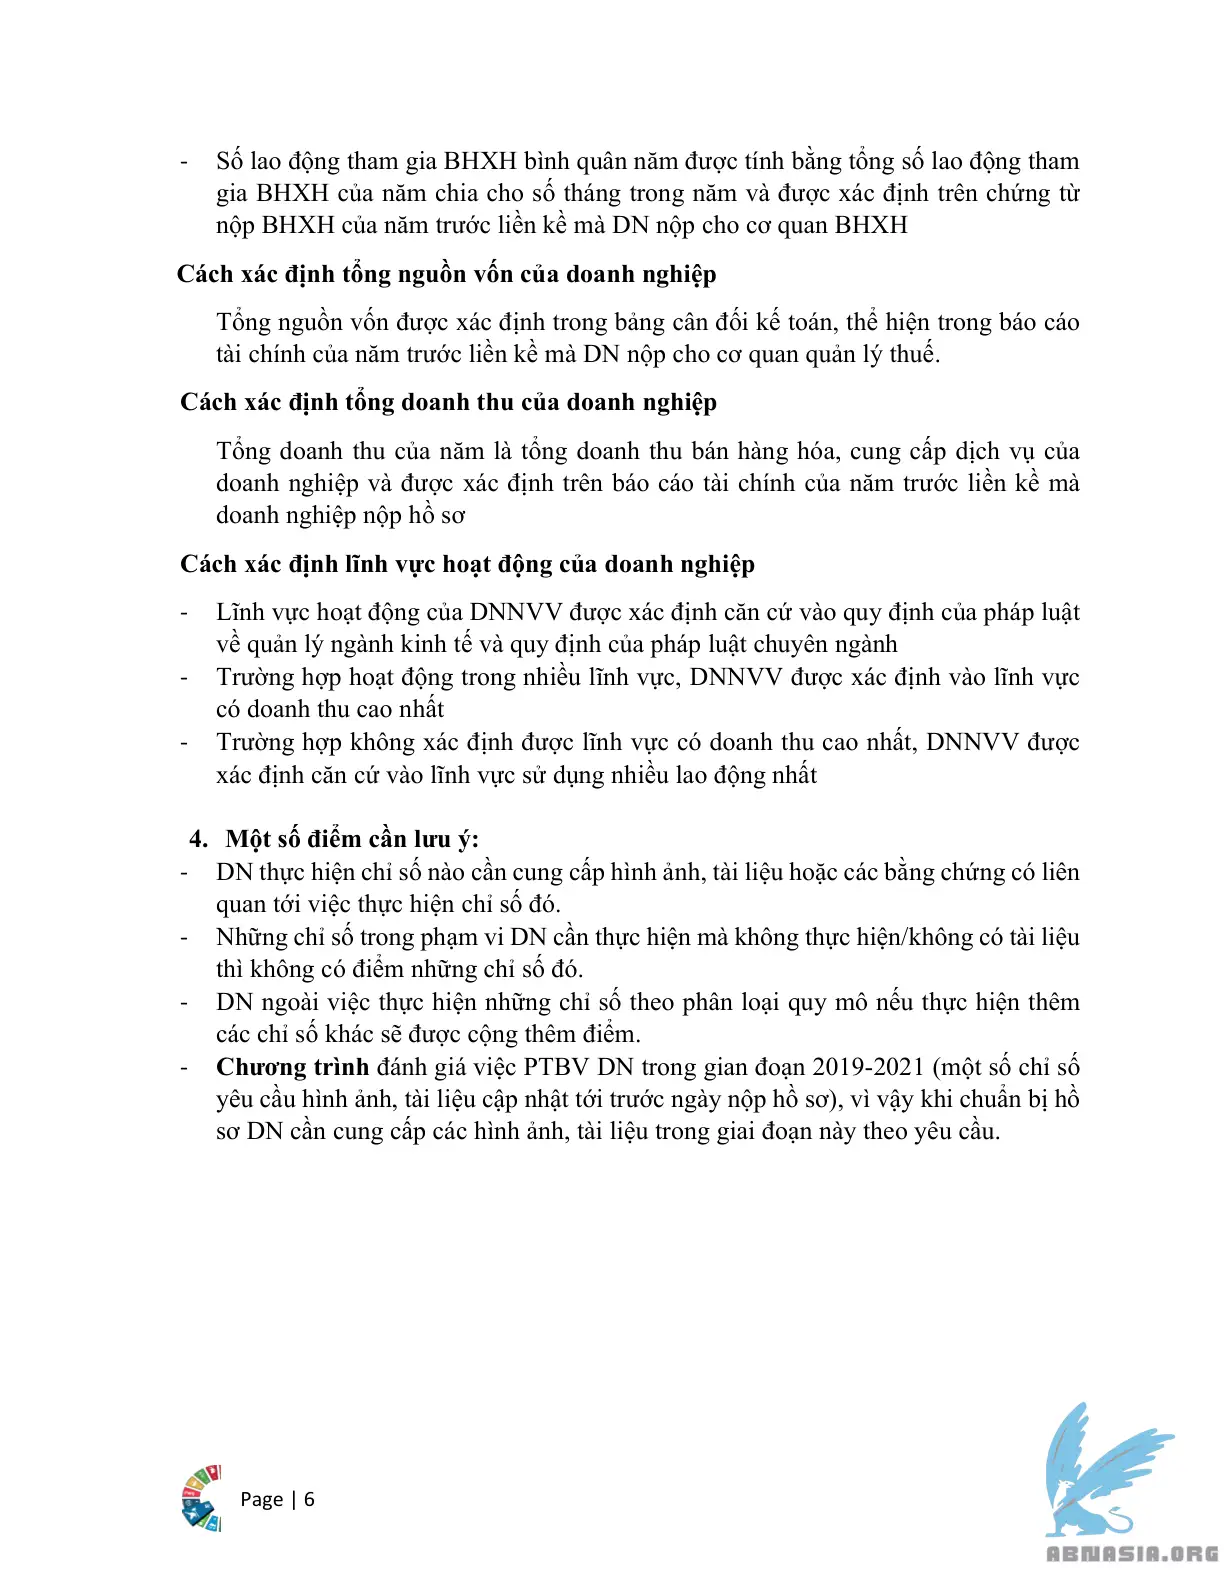 - Số lao động tham gia BHXH bình quân năm được tính bằng tổng số lao động tham
gia BHXH của năm chia cho số tháng trong năm và được xác định trên chứng từ
nộp BHXH của năm trước liền kề mà DN nộp cho cơ quan BHXH
Cách xác định tổng nguồn vốn của doanh nghiệp
Tổng nguồn vốn được xác định trong bảng cân đối kế toán, thể hiện trong báo cáo
tài chính của năm trước liền kề mà DN nộp cho cơ quan quản lý thuế.
Cách xác định tổng doanh thu của doanh nghiệp
Tổng doanh thu của năm là tổng doanh thu bán hàng hóa, cung cấp dịch vụ của
doanh nghiệp và được xác định trên báo cáo tài chính của năm trước liền kề mà
doanh nghiệp nộp hồ sơ
Cách xác định lĩnh vực hoạt động của doanh nghiệp
- Lĩnh vực hoạt động của DNNVV được xác định căn cứ vào quy định của pháp luật
về quản lý ngành kinh tế và quy định của pháp luật chuyên ngành
- Trường hợp hoạt động trong nhiều lĩnh vực, DNNVV được xác định vào lĩnh vực
có doanh thu cao nhất
- Trường hợp không xác định được lĩnh vực có doanh thu cao nhất, DNNVV được
xác định căn cứ vào lĩnh vực sử dụng nhiều lao động nhất
4. Một số điểm cần lưu ý:
- DN thực hiện chỉ số nào cần cung cấp hình ảnh, tài liệu hoặc các bằng chứng có liên
quan tới việc thực hiện chỉ số đó.
- Những chỉ số trong phạm vi DN cần thực hiện mà không thực hiện/không có tài liệu
thì không có điểm những chỉ số đó.
- DN ngoài việc thực hiện những chỉ số theo phân loại quy mô nếu thực hiện thêm
các chỉ số khác sẽ được cộng thêm điểm.
- Chương trình đánh giá việc PTBV DN trong gian đoạn 2019-2021 (một số chỉ số
yêu cầu hình ảnh, tài liệu cập nhật tới trước ngày nộp hồ sơ), vì vậy khi chuẩn bị hồ
sơ DN cần cung cấp các hình ảnh, tài liệu trong giai đoạn này theo yêu cầu.
Page | 6
ABNASIA.ORG